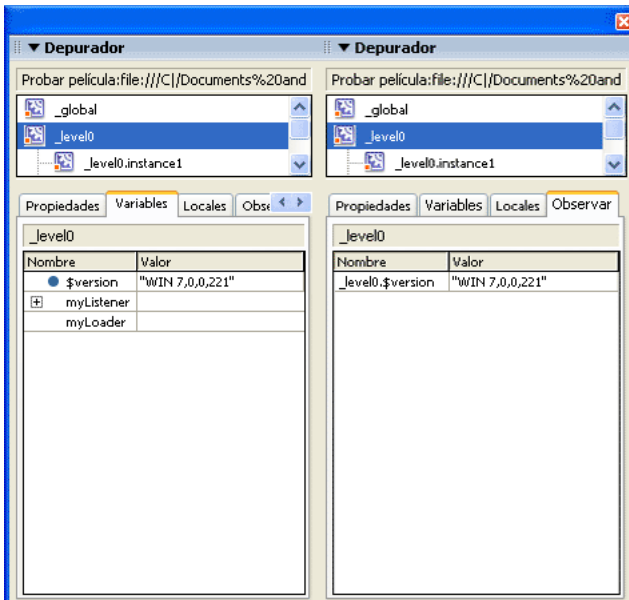 Depurador
Probar película:file:///C|/Documents%20and
_global
_level0
_level0.instance1
Propiedades Variables Locales Obse
_level0
Nombre Valor
$version "WIN 7,0,0,221"
myListener
myLoader
Depurador
Probar película:file:///C|/Documents%20and
_global
_level0
_level0.instance1
Propiedades Variables Locales Observar
_level0
Nombre Valor
_level0.$version "WIN 7,0,0,221"